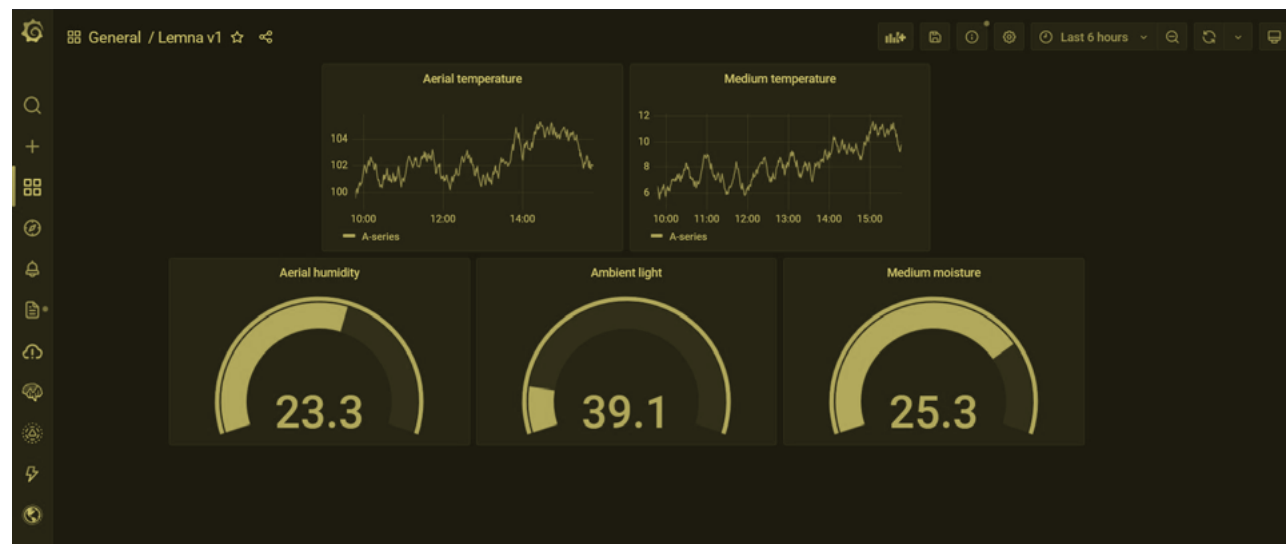 General / Lemna v1
Last 6 hours
Aerial temperature
104
102
100
10:00 12:00 14:00
A-series
Medium temperature
12
10
8
6
10:00 11:00 12:00 13:00 14:00 15:00
A-series
Aerial humidity
23.3
Ambient light
39.1
Medium moisture
25.3